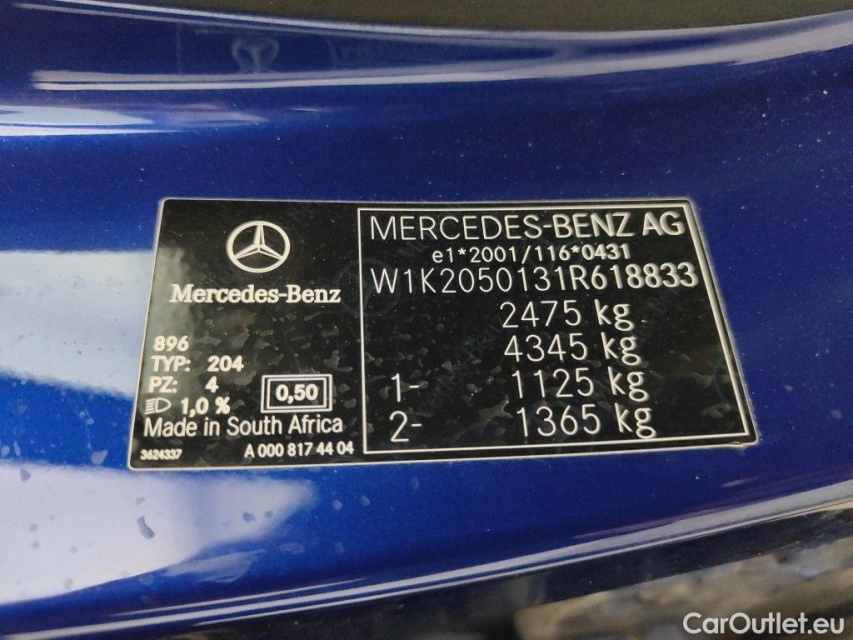 Mercedes-Benz
896
TYP: 204
PZ: 4
0,50
1,0 %
Made in South Africa
3624337
A 000 817 44 04
MERCEDES-BENZ AG
e1*2001/116*0431
W1K2050131R618833
2475 kg
4345 kg
1- 1125 kg
2- 1365 kg
CarOutlet.eu